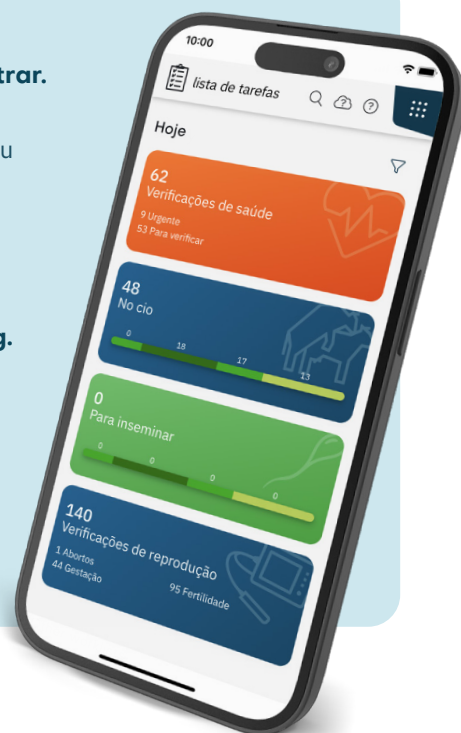 trar.
u
g.
10:00
lista de tarefas
Hoje
62
Verificações de saúde
9 Urgente
53 Para verificar
48
No cio
0 18 17 13
0
Para inseminar
0 0 0 0
140
Verificações de reprodução
1 Abortos
44 Gestação 95 Fertilidade